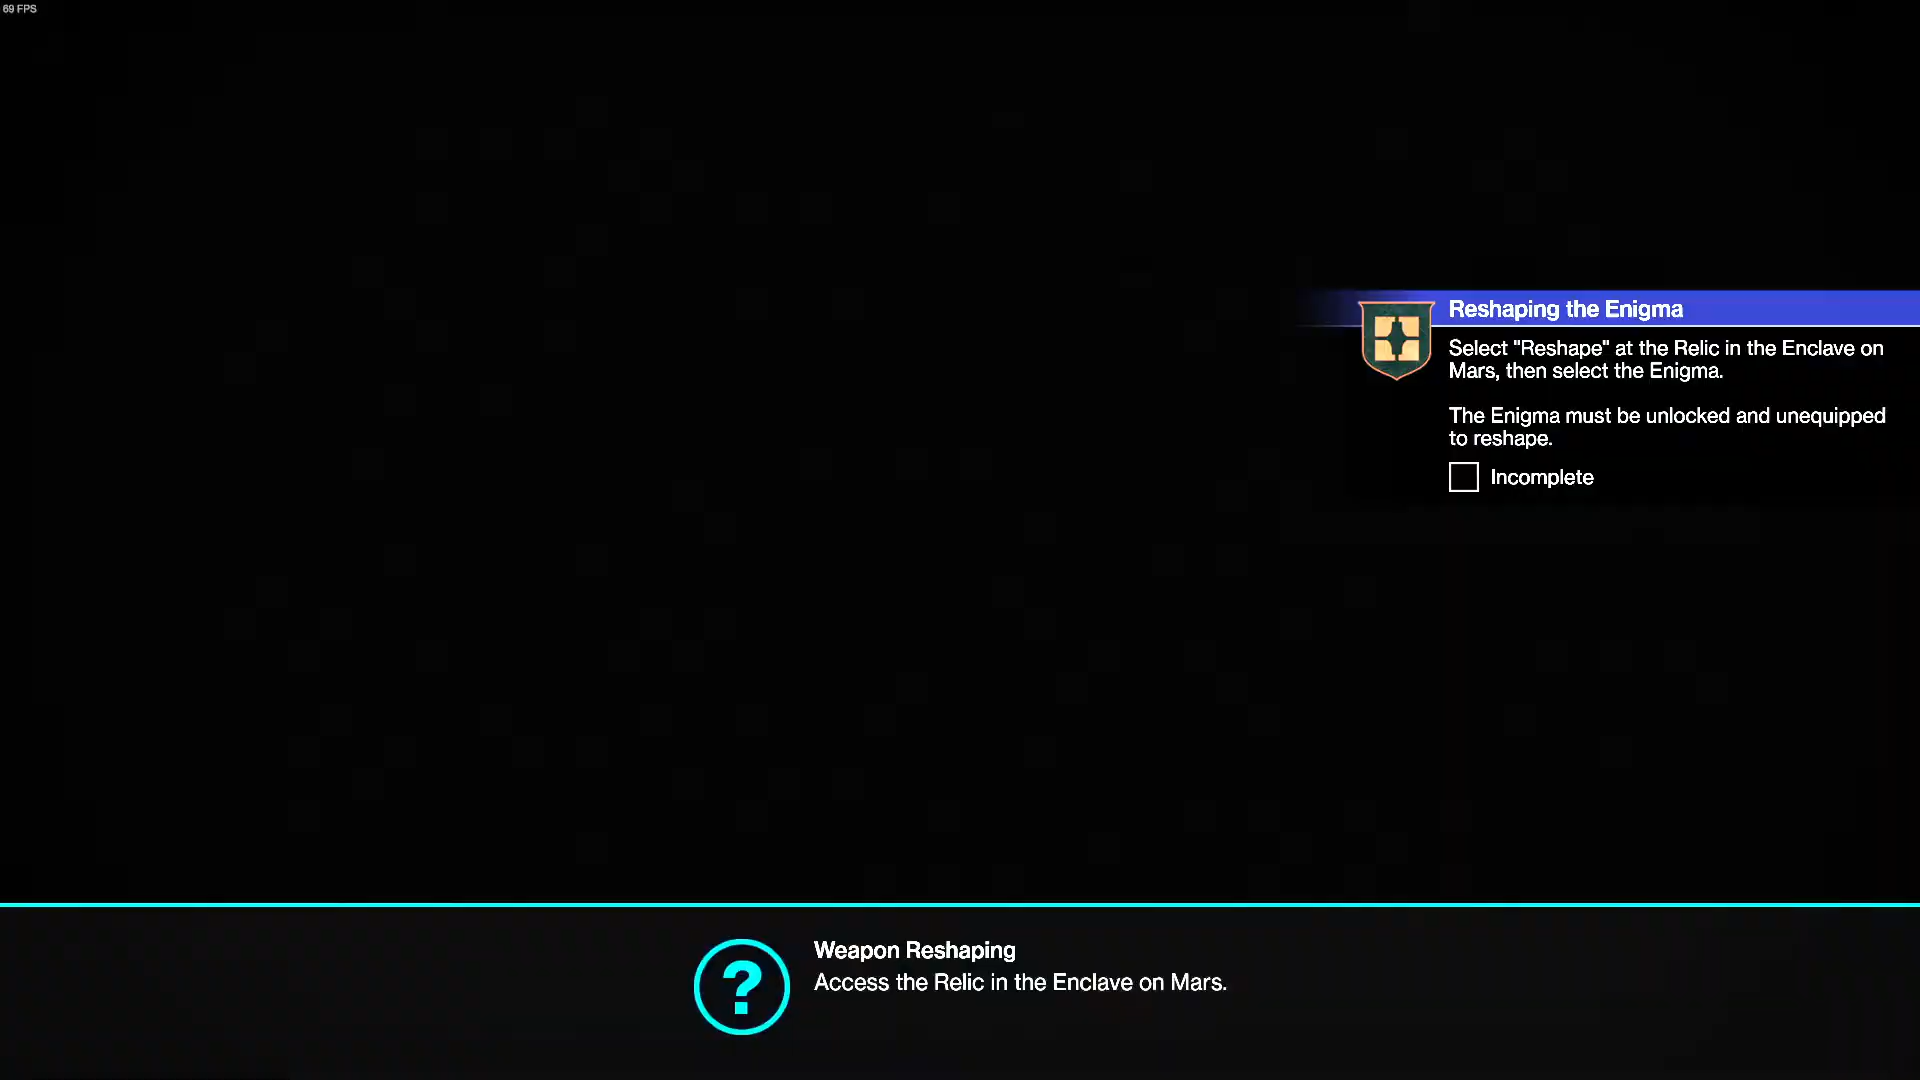 69 FPS
Reshaping the Enigma
Select "Reshape" at the Relic in the Enclave on
Mars, then select the Enigma.
The Enigma must be unlocked and unequipped
to reshape.
Incomplete
Weapon Reshaping
Access the Relic in the Enclave on Mars.